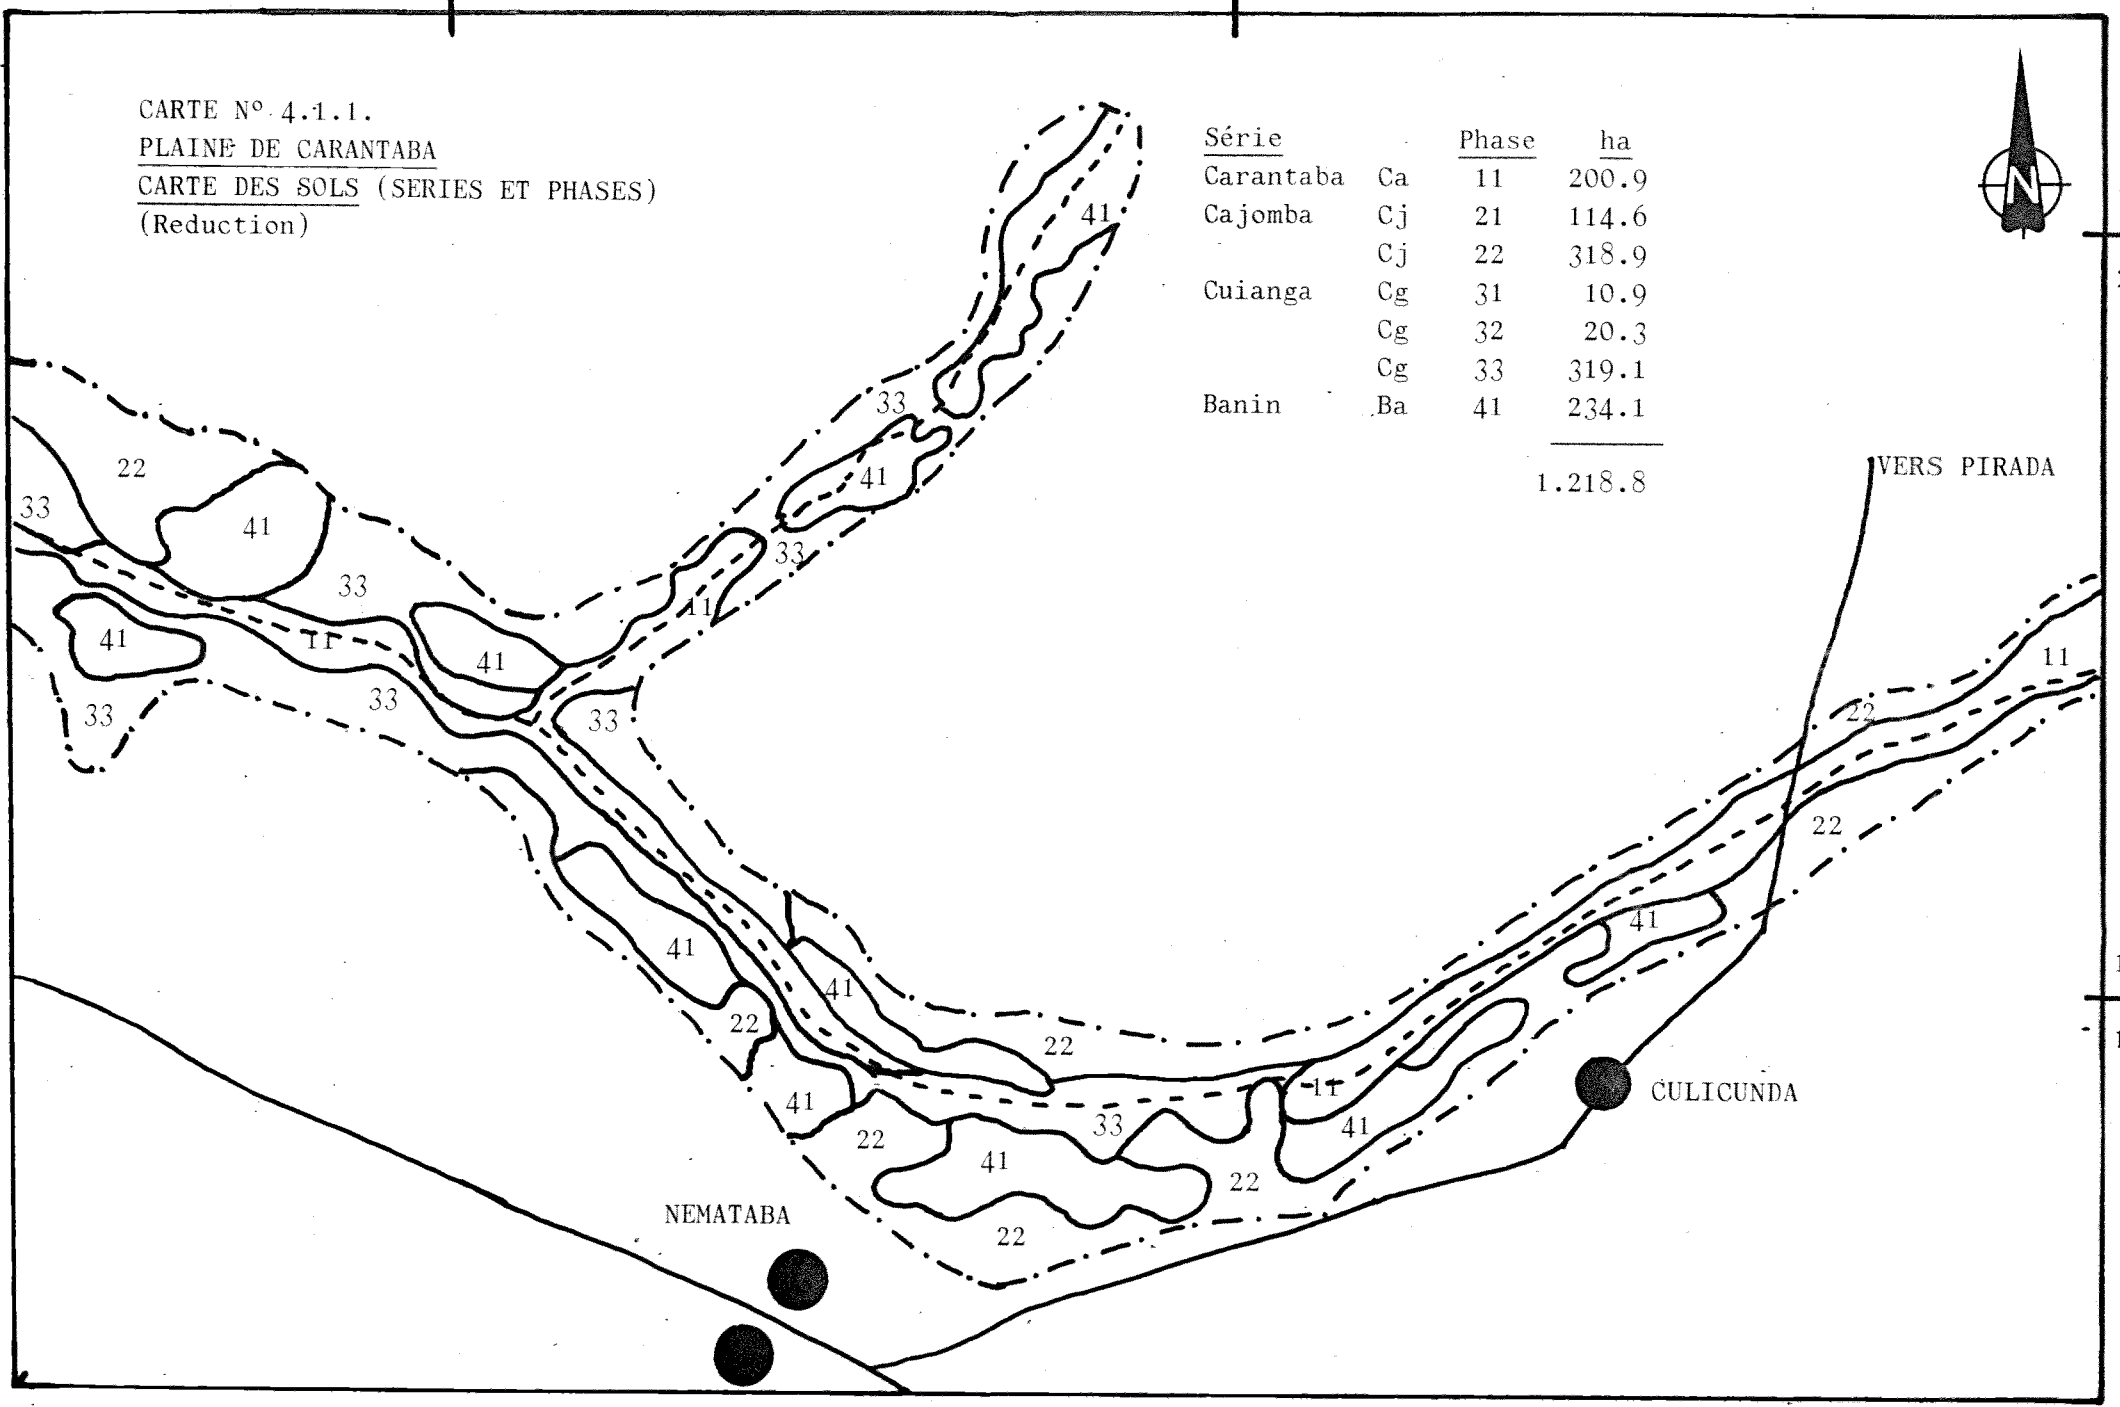 CARTE Nº 4.1.1.
PLAINE DE CARANTABA
CARTE DES SOLS (SERIES ET PHASES)
(Reduction)
Série Phase ha
Carantaba Ca 11 200.9
Cajomba Cj 21 114.6
Cj 22 318.9
Cuianga Cg 31 10.9
Cg 32 20.3
Cg 33 319.1
Banin Ba 41 234.1
1.218.8
N
41
33
41
33
11
22
33
41
33
41
11
41
33
33
33
VERS PIRADA
11
22
22
41
41
41
22
22
41
11
41
33
22
41
22
22
CULICUNDA
NEMATABA